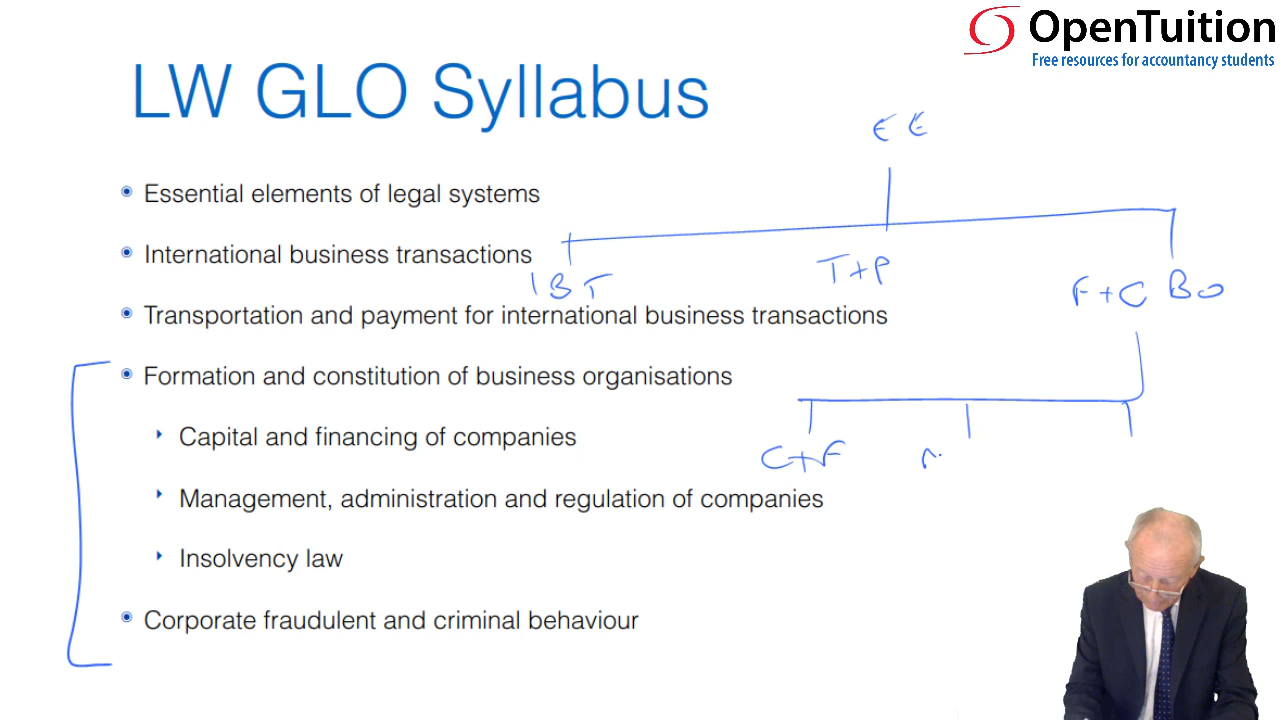 OpenTuition
Free resources for accountancy students
LW GLO Syllabus
E E
Essential elements of legal systems
International business transactions
IBT
T+P
F+C BO
Transportation and payment for international business transactions
Formation and constitution of business organisations
Capital and financing of companies
C+F
Management, administration and regulation of companies
Insolvency law
Corporate fraudulent and criminal behaviour